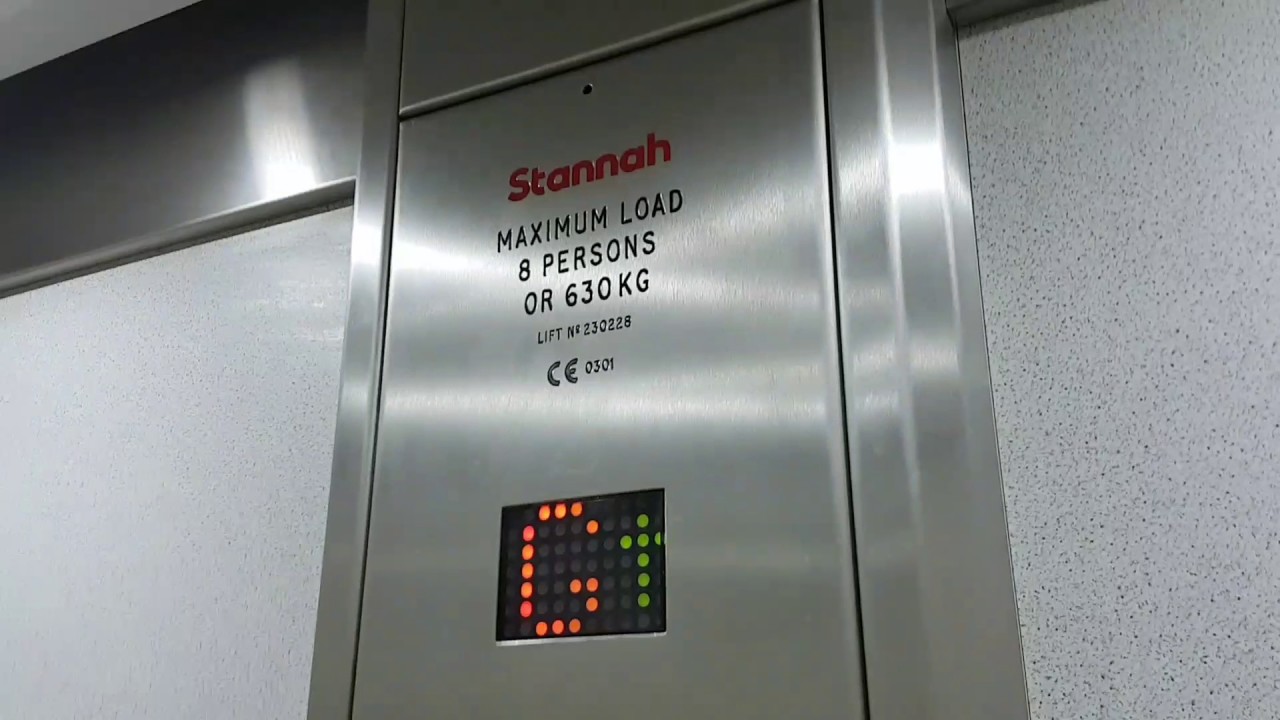 Stannah
MAXIMUM LOAD
8 PERSONS
OR 630 KG
LIFT Nº 230228
CE 0301
G